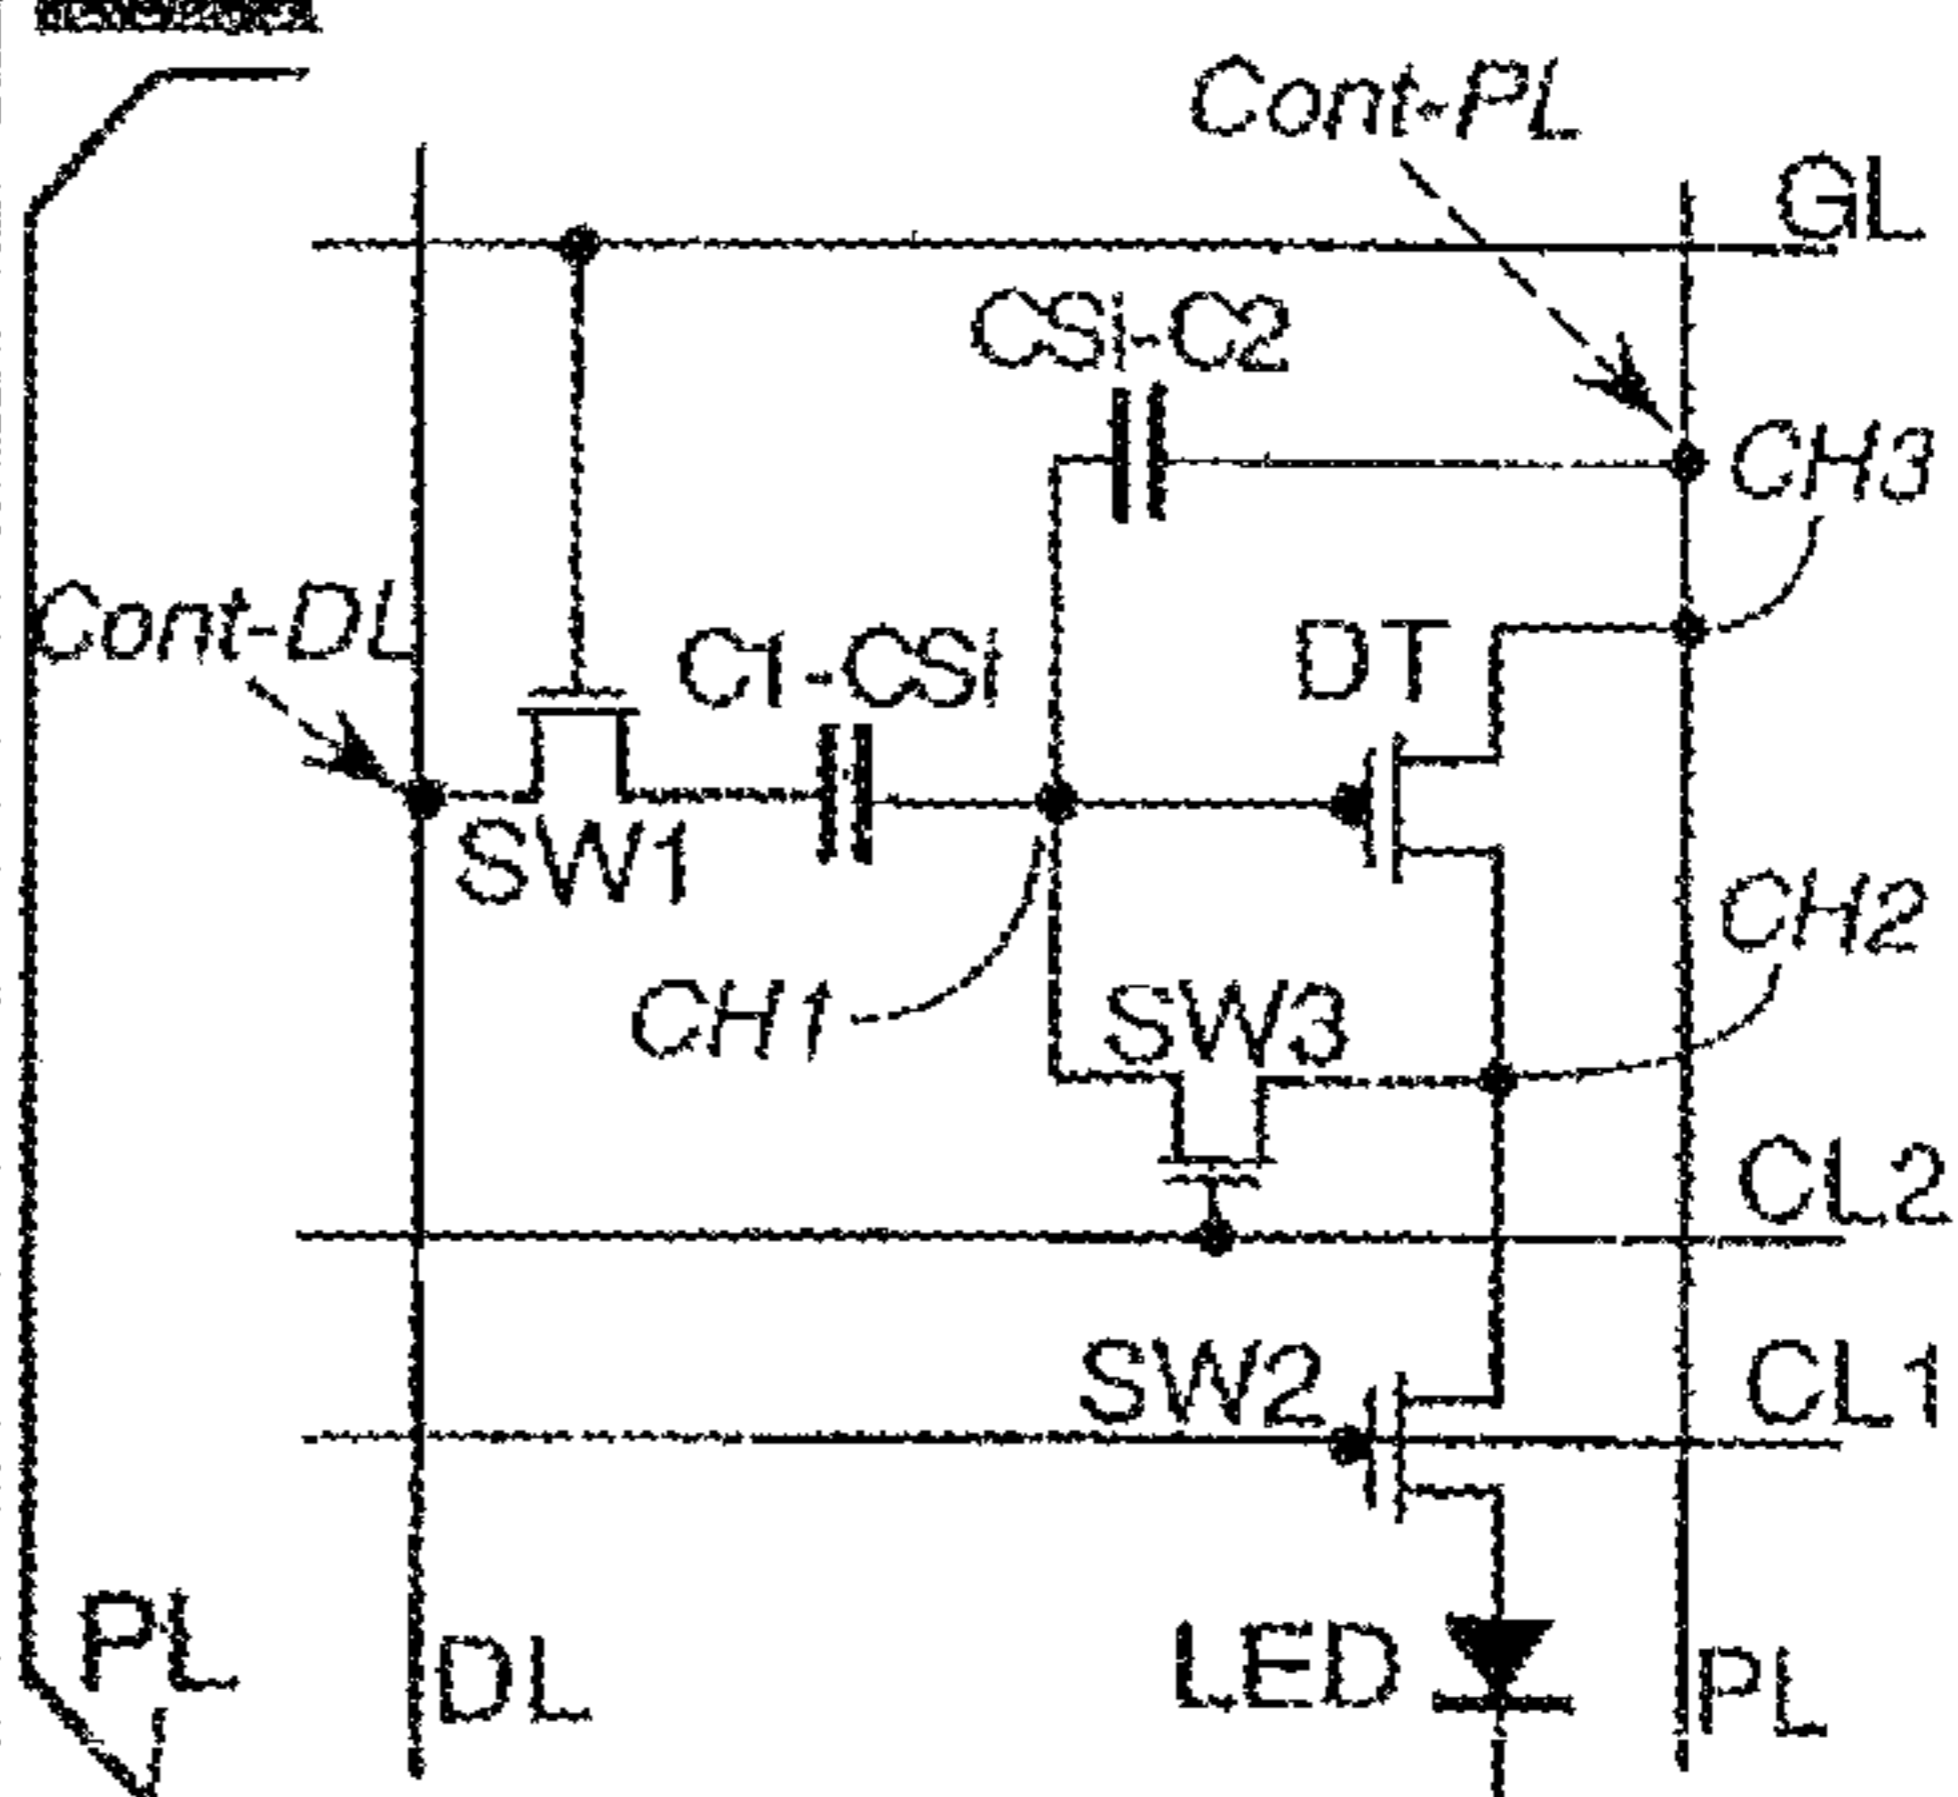 Cont-PL
GL
CSi-C2
CH3
Cont-DL
C1-CSi
DT
SW1
CH2
CH1
SW3
CL2
SW2
CL1
PL
DL
LED
PL